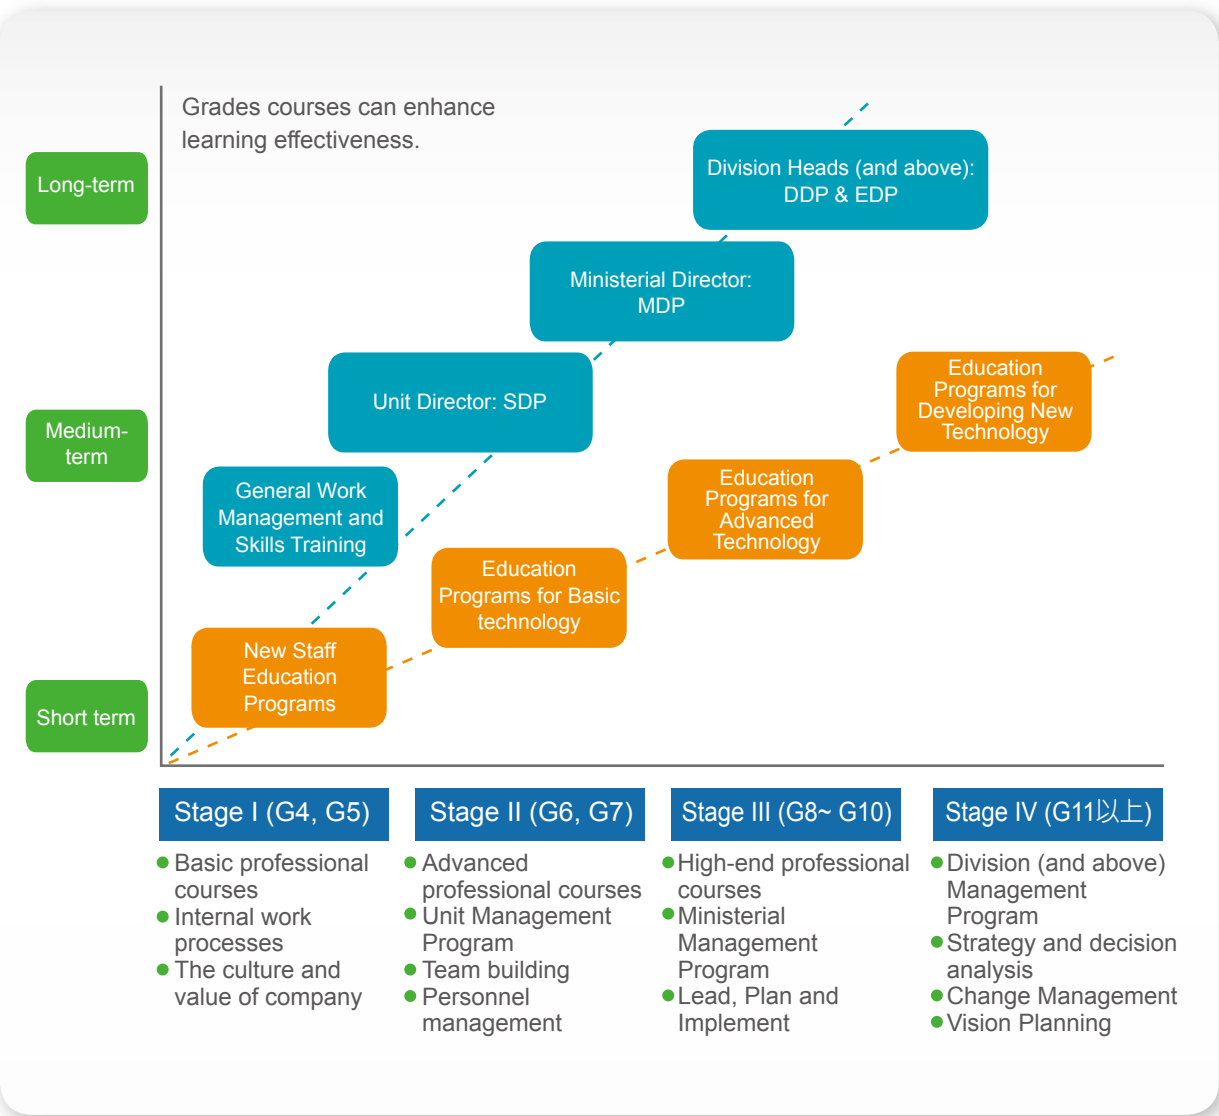 Grades courses can enhance
learning effectiveness.
Long-term
Division Heads (and above):
DDP & EDP
Ministerial Director:
MDP
Unit Director: SDP
Education
Programs for
Developing New
Technology
Medium-
term
General Work
Management and
Skills Training
Education
Programs for
Advanced
Technology
Education
Programs for Basic
technology
New Staff
Education
Programs
Short term
Stage I (G4, G5)
Basic professional
courses
Internal work
processes
The culture and
value of company
Stage II (G6, G7)
Advanced
professional courses
Unit Management
Program
Team building
Personnel
management
Stage III (G8~ G10)
High-end professional
courses
Ministerial
Management
Program
Lead, Plan and
Implement
Stage IV (G11以上)
Division (and above)
Management
Program
Strategy and decision
analysis
Change Management
Vision Planning